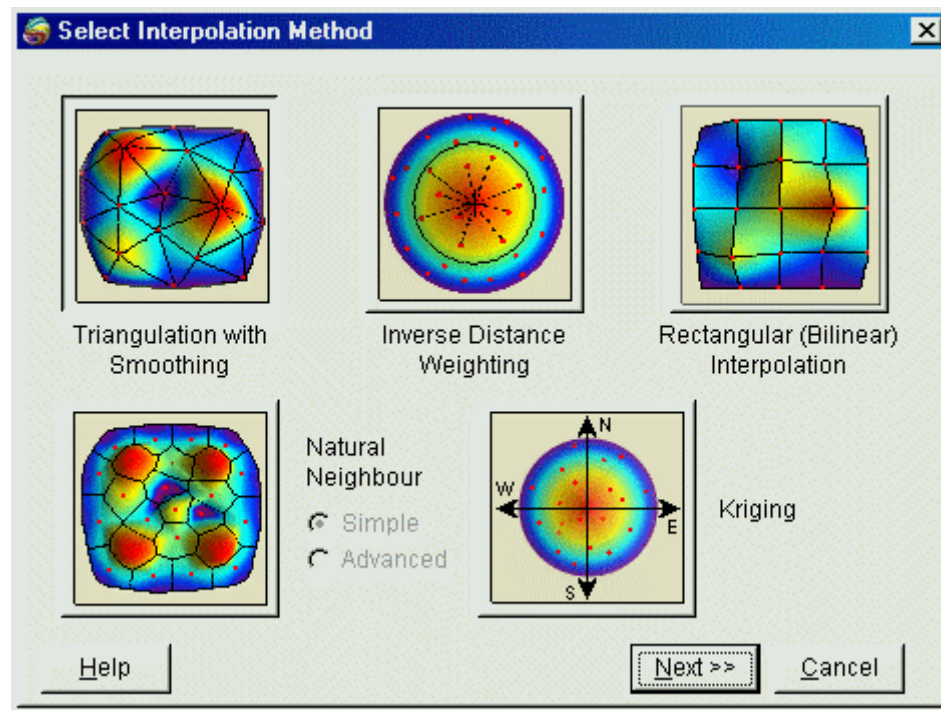 Select Interpolation Method
Triangulation with
Smoothing
Inverse Distance
Weighting
Rectangular (Bilinear)
Interpolation
Natural
Neighbour
Simple
Advanced
N
W
E
S
Kriging
Help
Next >>
Cancel